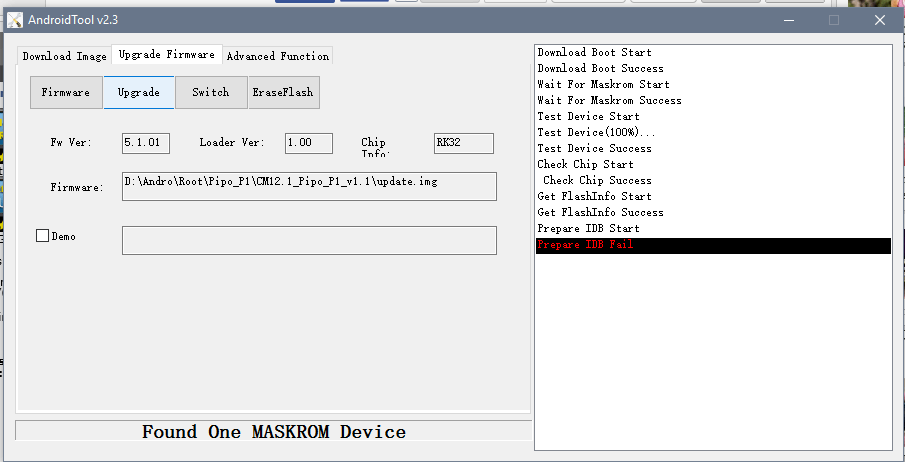 AndroidTool v2.3
Download Image
Upgrade Firmware
Advanced Function
Firmware
Upgrade
Switch
EraseFlash
Fw Ver:
5.1.01
Loader Ver:
1.00
Chip
Info:
RK32
Firmware:
D:\Andro\Root\Pipo_P1\CM12.1_Pipo_P1_v1.1\update.img
Demo
Found One MASKROM Device
Download Boot Start
Download Boot Success
Wait For Maskrom Start
Wait For Maskrom Success
Test Device Start
Test Device(100%)...
Test Device Success
Check Chip Start
Check Chip Success
Get FlashInfo Start
Get FlashInfo Success
Prepare IDB Start
Prepare IDB Fail